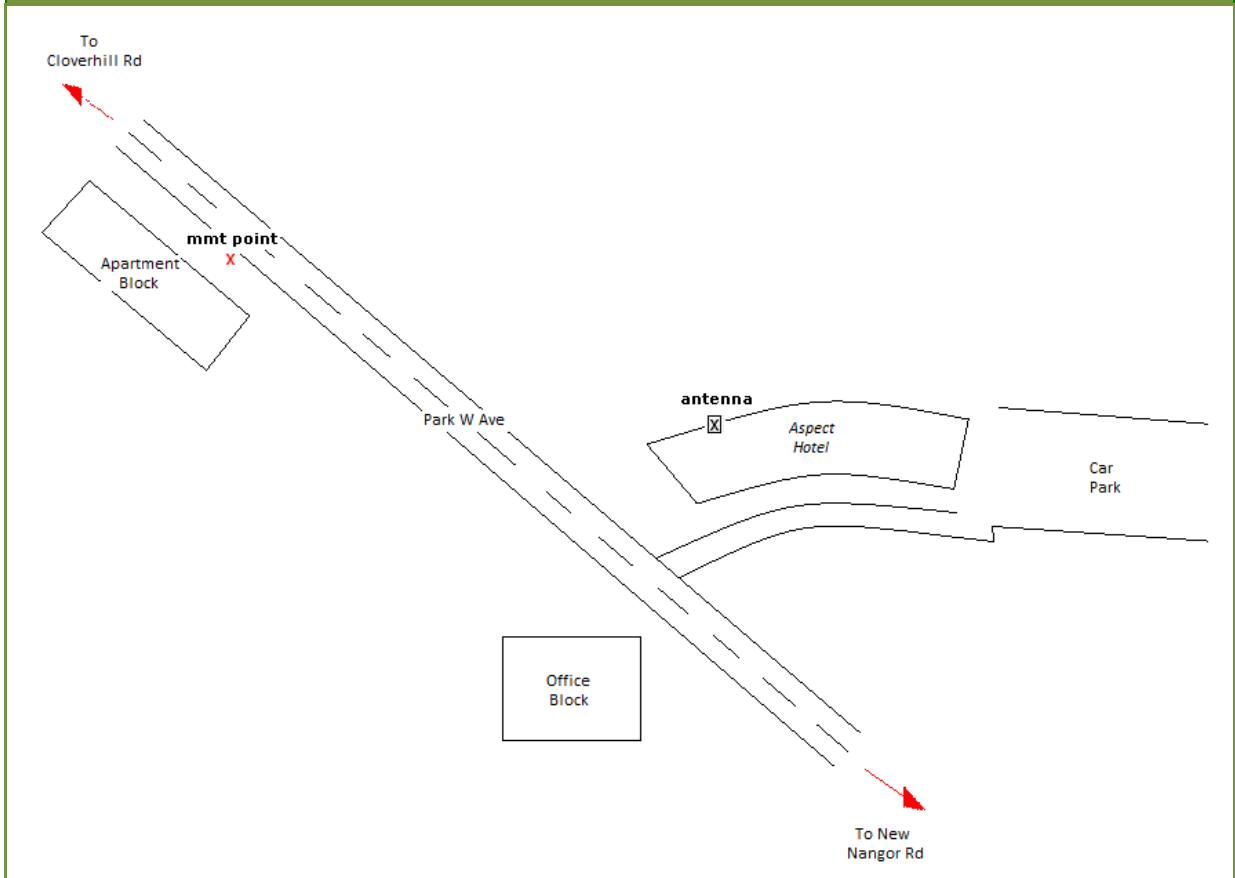 To
Cloverhill Rd
mmt point
X
Apartment
Block
Park W Ave
antenna
X
Aspect
Hotel
Car
Park
Office
Block
To New
Nangor Rd